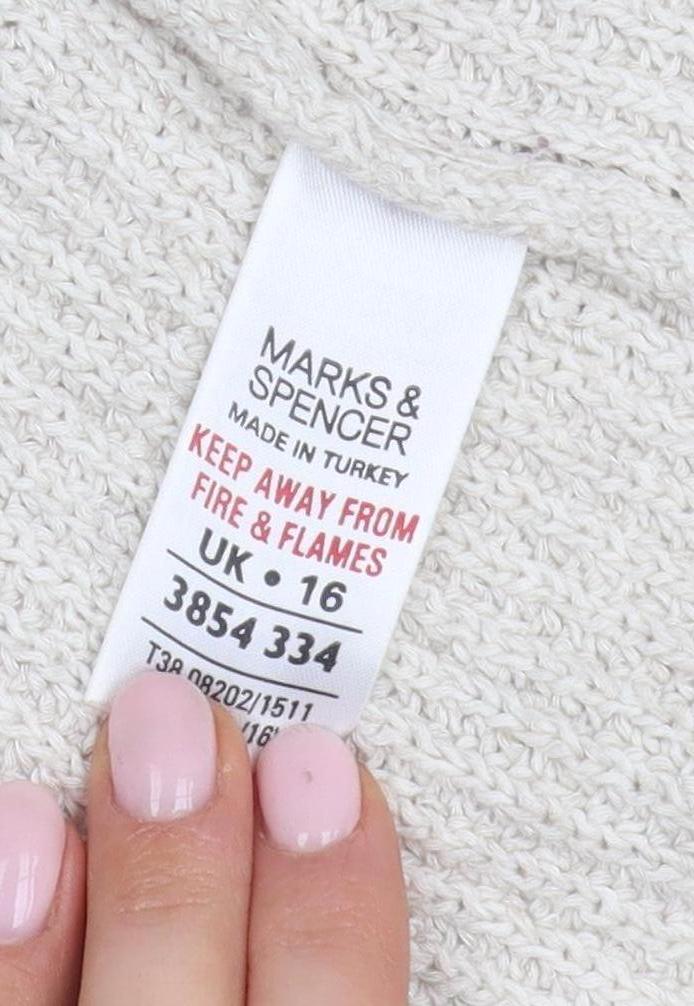 MARKS &
SPENCER
MADE IN TURKEY
KEEP AWAY FROM
FIRE & FLAMES
UK • 16
3854 334
T38 08202/1511